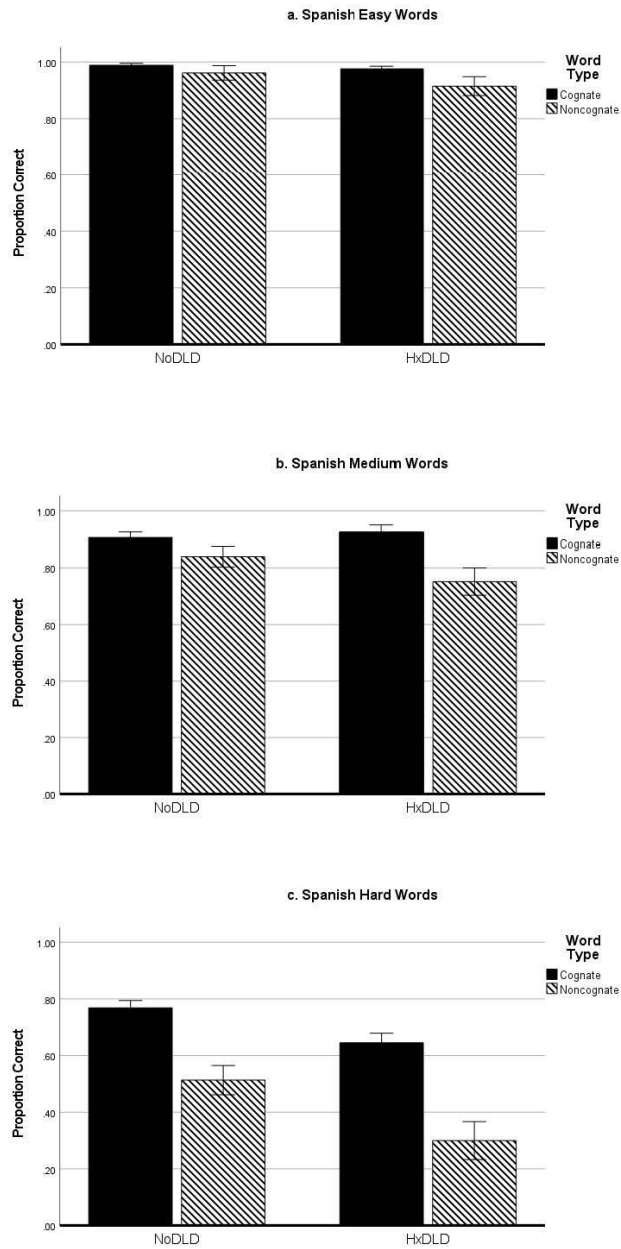 a. Spanish Easy Words
Word
Type
Cognate
Noncognate
Proportion Correct
1.00
.80
.60
.40
.20
.00
NoDLD
HxDLD
b. Spanish Medium Words
Word
Type
Cognate
Noncognate
Proportion Correct
1.00
.80
.60
.40
.20
.00
NoDLD
HxDLD
c. Spanish Hard Words
Word
Type
Cognate
Noncognate
Proportion Correct
1.00
.80
.60
.40
.20
.00
NoDLD
HxDLD